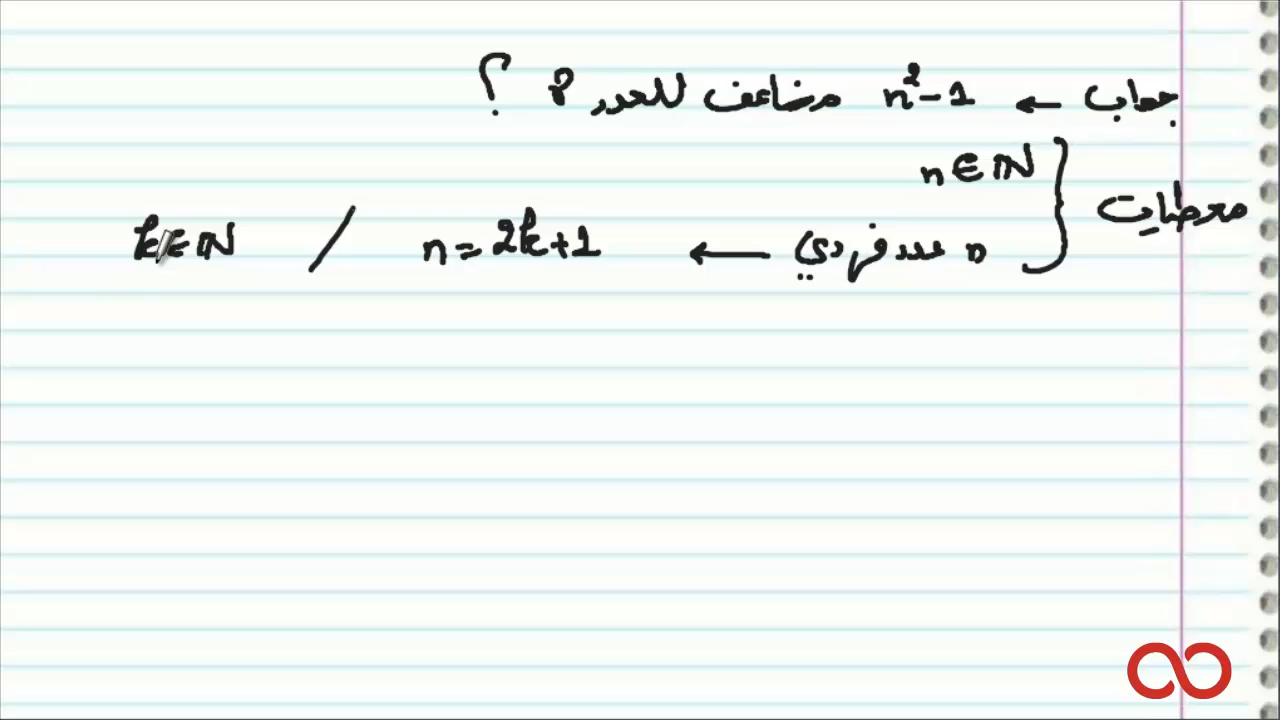 جواب ← n² - 1 مضاعف للعدد 8 ؟
n ∈ ℕ
معطيات
n عدد فردي ← n = 2k+1 / k ∈ ℕ